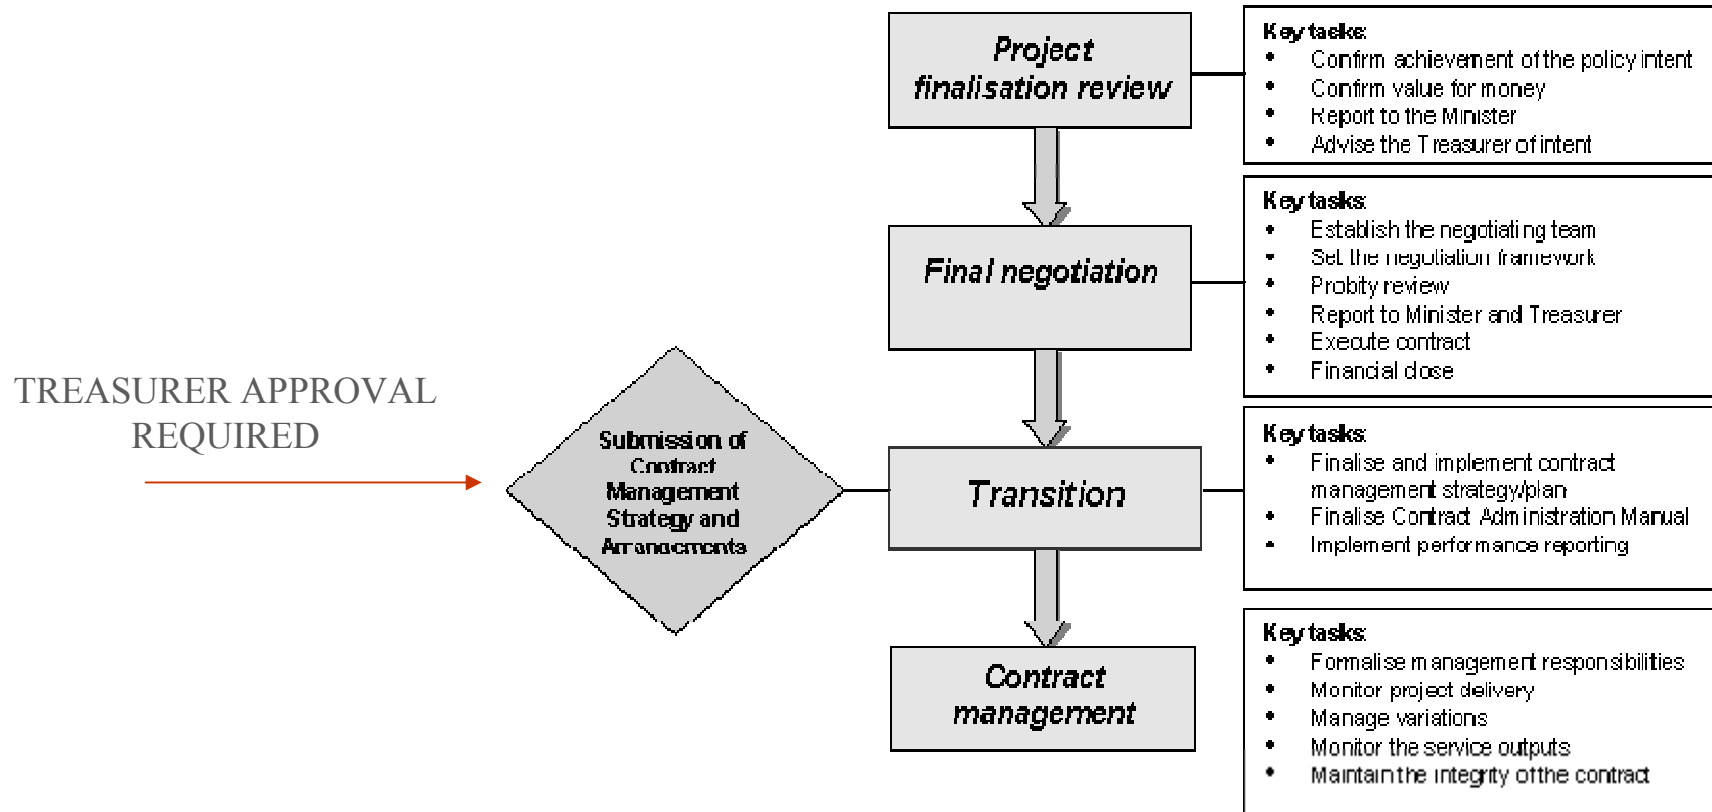 Project
finalisation review
Key tasks:
• Confirm achievement of the policy intent
• Confirm value for money
• Report to the Minister
• Advise the Treasurer of intent
Final negotiation
Key tasks:
• Establish the negotiating team
• Set the negotiation framework
• Probity review
• Report to Minister and Treasurer
• Execute contract
• Financial close
TREASURER APPROVAL
REQUIRED
Submission of
Contract
Management
Strategy and
Arrangements
Transition
Key tasks:
• Finalise and implement contract
management strategy/plan
• Finalise Contract Administration Manual
• Implement performance reporting
Contract
management
Key tasks:
• Formalise management responsibilities
• Monitor project delivery
• Manage variations
• Monitor the service outputs
• Maintain the integrity of the contract